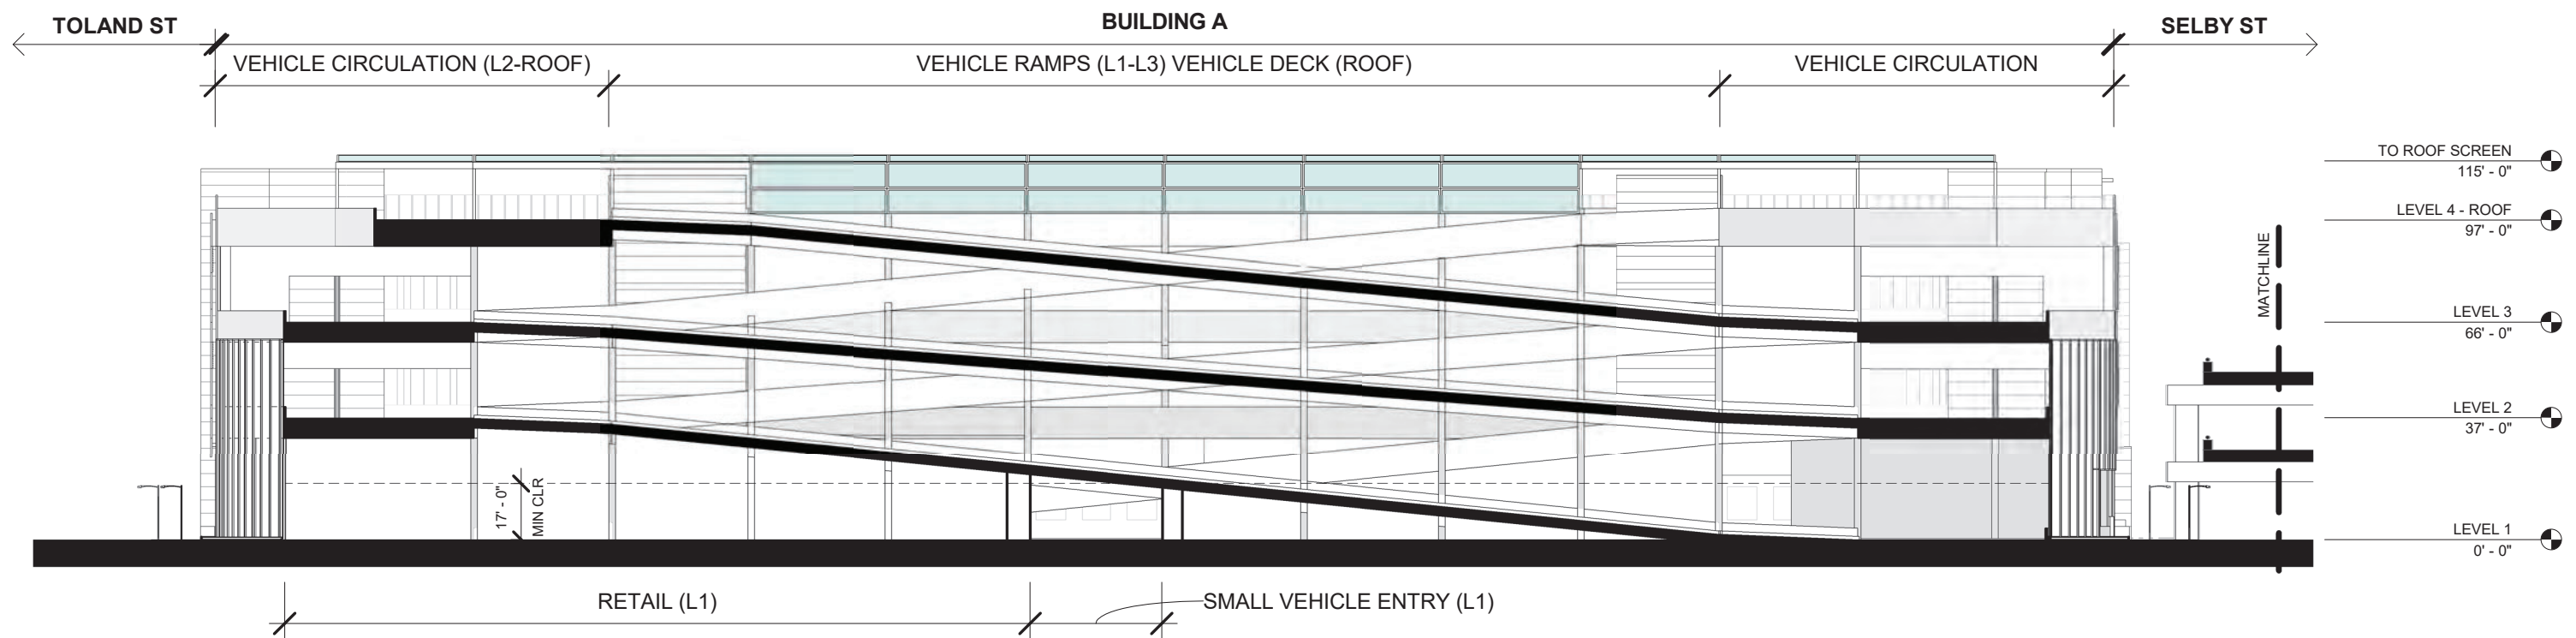 TOLAND ST
BUILDING A
SELBY ST
VEHICLE CIRCULATION (L2-ROOF)
VEHICLE RAMPS (L1-L3) VEHICLE DECK (ROOF)
VEHICLE CIRCULATION
TO ROOF SCREEN
115' - 0"
LEVEL 4 - ROOF
97' - 0"
MATCHLINE
LEVEL 3
66' - 0"
LEVEL 2
37' - 0"
17' - 0"
MIN CLR
LEVEL 1
0' - 0"
RETAIL (L1)
SMALL VEHICLE ENTRY (L1)